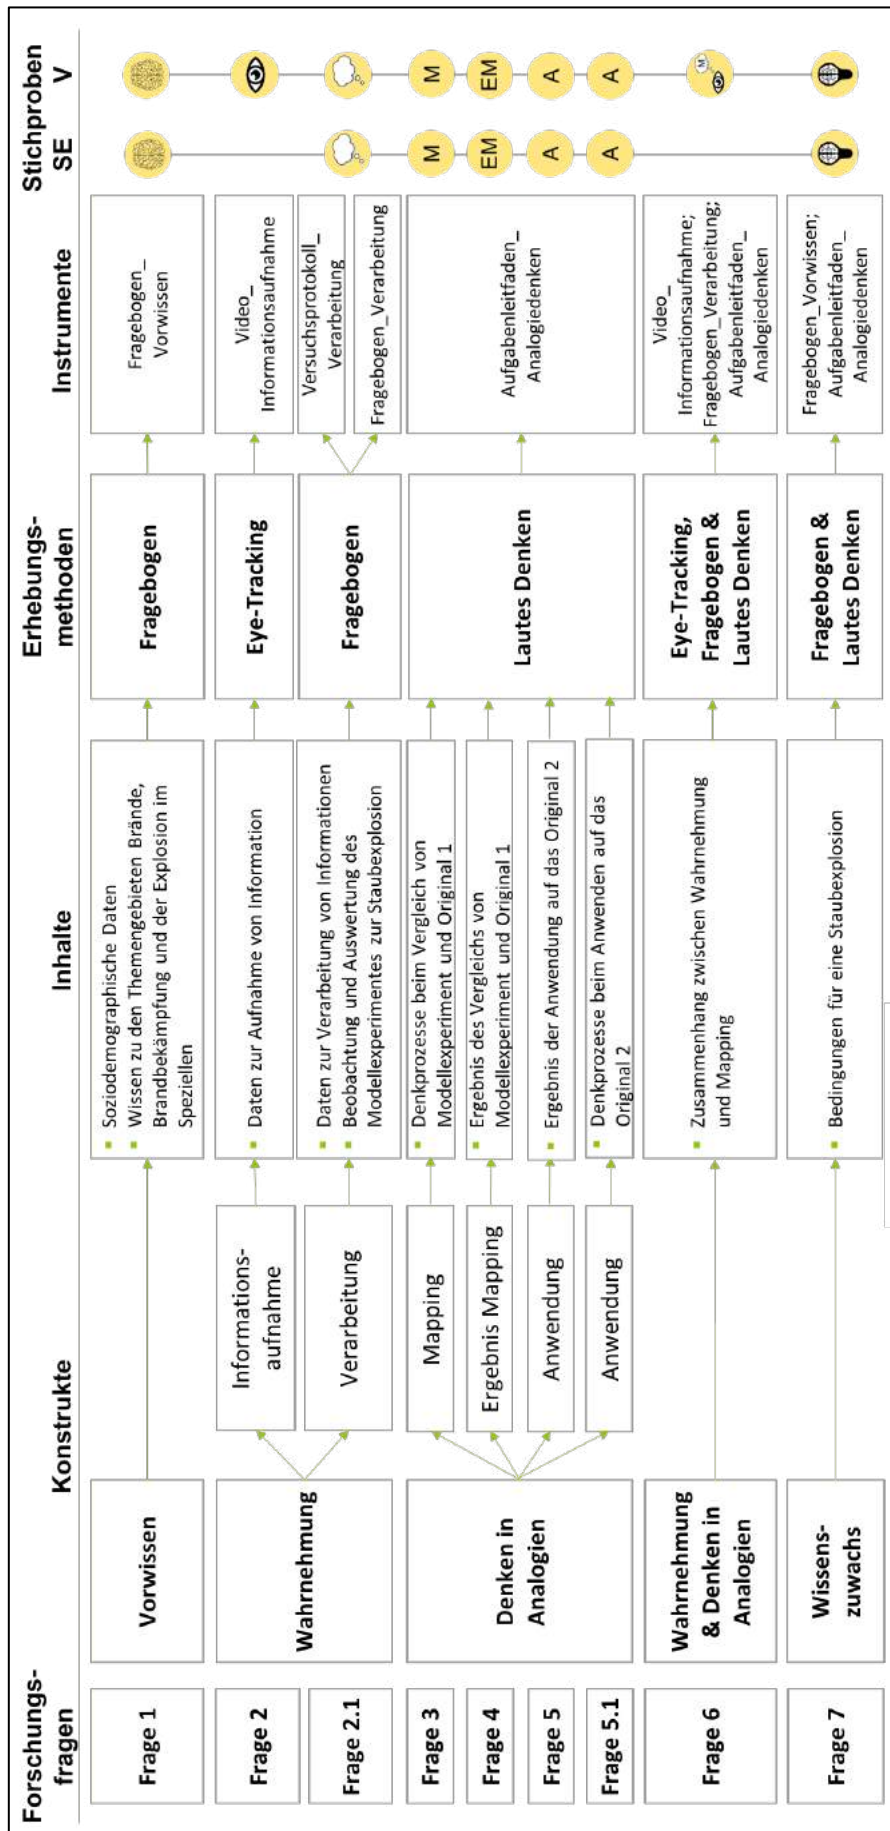 Forschungs-
fragen
Konstrukte
Inhalte
Erhebungs-
methoden
Instrumente
Stichproben
SE
V
Frage 1
Vorwissen
Soziodemographische Daten
Wissen zu den Themengebieten Brände,
Brandbekämpfung und der Explosion im
Speziellen
Fragebogen
Fragebogen_
Vorwissen
Frage 2
Wahrnehmung
Informations-
aufnahme
Daten zur Aufnahme von Information
Eye-Tracking
Video_
Informationsaufnahme
Frage 2.1
Verarbeitung
Daten zur Verarbeitung von Informationen
Beobachtung und Auswertung des
Modellexperimentes zur Staubexplosion
Fragebogen
Versuchsprotokoll_
Verarbeitung
Fragebogen_Verarbeitung
Frage 3
Denken in
Analogien
Mapping
Denkprozesse beim Vergleich von
Modellexperiment und Original 1
Lautes Denken
Aufgabenleitfaden_
Analogiedenken
M
M
Frage 4
Ergebnis Mapping
Ergebnis des Vergleichs von
Modellexperiment und Original 1
EM
EM
Frage 5
Anwendung
Ergebnis der Anwendung auf das Original 2
A
A
Frage 5.1
Anwendung
Denkprozesse beim Anwenden auf das
Original 2
A
A
Frage 6
Wahrnehmung
& Denken in
Analogien
Zusammenhang zwischen Wahrnehmung
und Mapping
Eye-Tracking,
Fragebogen &
Lautes Denken
Video_
Informationsaufnahme;
Fragebogen_Verarbeitung;
Aufgabenleitfaden_
Analogiedenken
M
Frage 7
Wissens-
zuwachs
Bedingungen für eine Staubexplosion
Fragebogen &
Lautes Denken
Fragebogen_Vorwissen;
Aufgabenleitfaden_
Analogiedenken